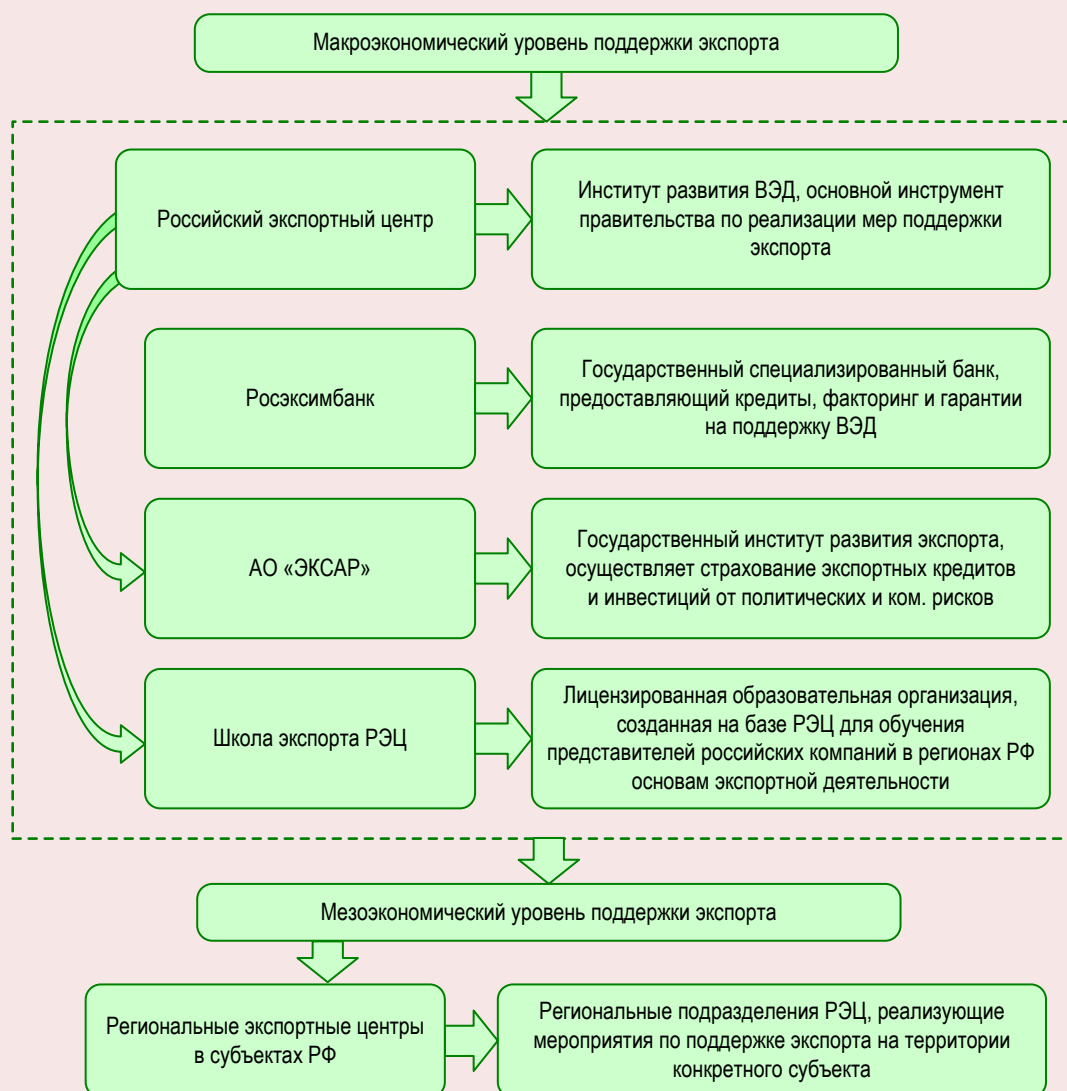 Макроэкономический уровень поддержки экспорта
Российский экспортный центр
Институт развития ВЭД, основной инструмент
правительства по реализации мер поддержки
экспорта
Росэксимбанк
Государственный специализированный банк,
предоставляющий кредиты, факторинг и гарантии
на поддержку ВЭД
АО «ЭКСАР»
Государственный институт развития экспорта,
осуществляет страхование экспортных кредитов
и инвестиций от политических и ком. рисков
Школа экспорта РЭЦ
Лицензированная образовательная организация,
созданная на базе РЭЦ для обучения
представителей российских компаний в регионах РФ
основам экспортной деятельности
Мезоэкономический уровень поддержки экспорта
Региональные экспортные центры
в субъектах РФ
Региональные подразделения РЭЦ, реализующие
мероприятия по поддержке экспорта на территории
конкретного субъекта